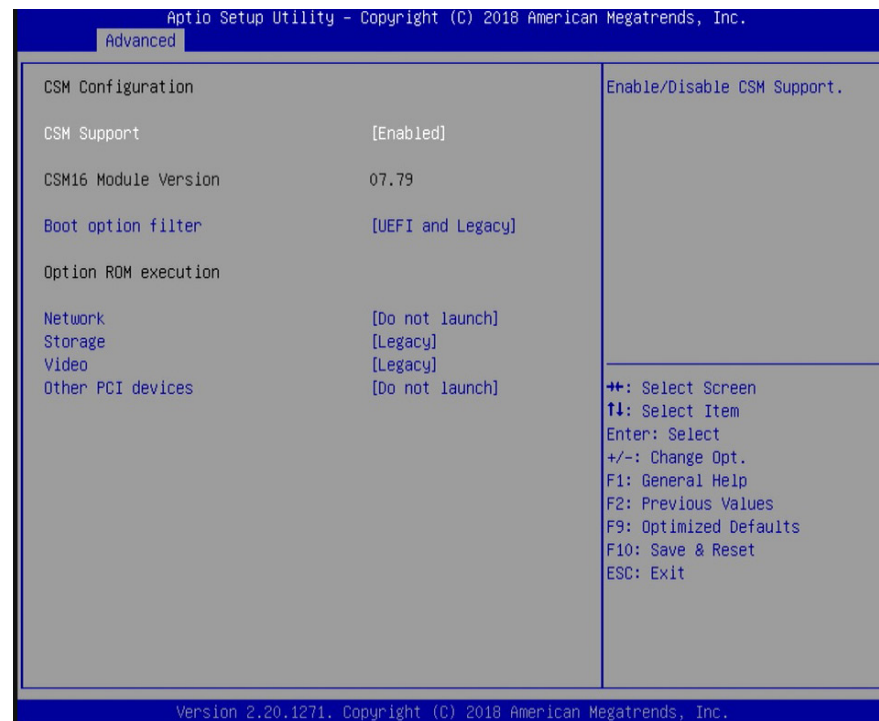 Aptio Setup Utility – Copyright (C) 2018 American Megatrends, Inc.
Advanced
CSM Configuration
Enable/Disable CSM Support.
CSM Support [Enabled]
CSM16 Module Version 07.79
Boot option filter [UEFI and Legacy]
Option ROM execution
Network [Do not launch]
Storage [Legacy]
Video [Legacy]
Other PCI devices [Do not launch]
→←: Select Screen
↑↓: Select Item
Enter: Select
+/-: Change Opt.
F1: General Help
F2: Previous Values
F9: Optimized Defaults
F10: Save & Reset
ESC: Exit
Version 2.20.1271. Copyright (C) 2018 American Megatrends, Inc.